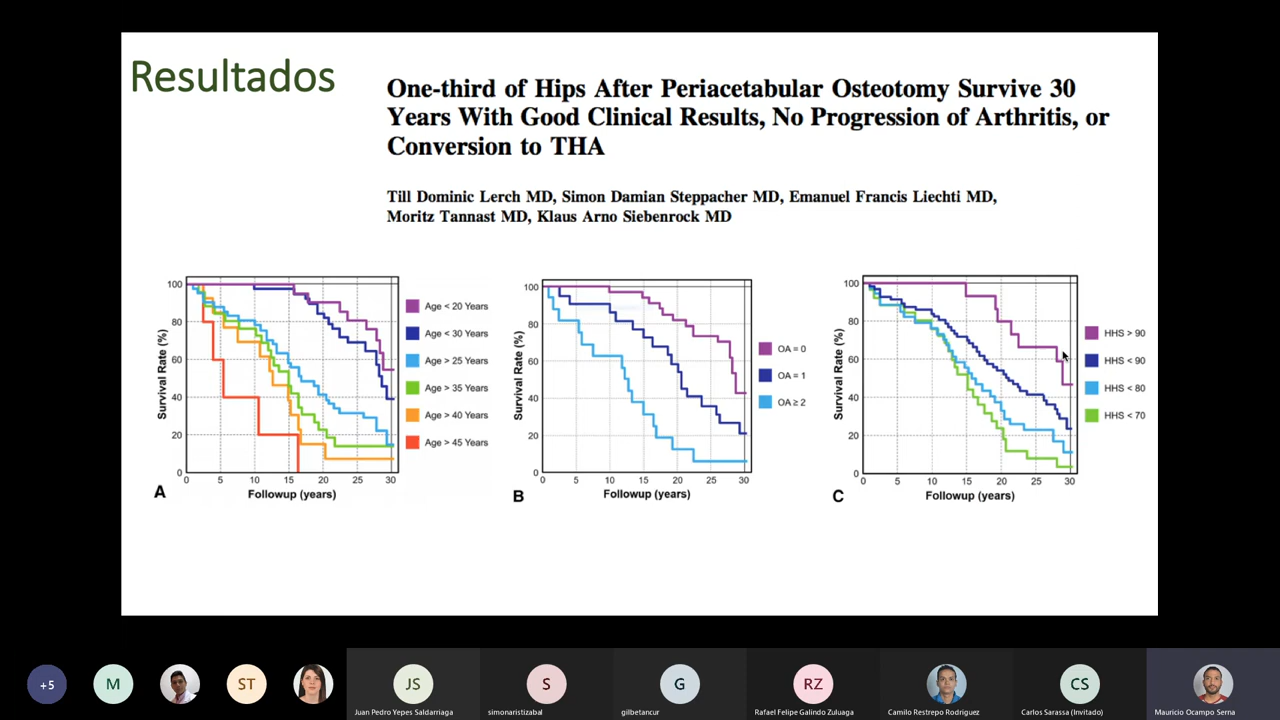 Resultados
One-third of Hips After Periacetabular Osteotomy Survive 30
Years With Good Clinical Results, No Progression of Arthritis, or
Conversion to THA
Till Dominic Lerch MD, Simon Damian Steppacher MD, Emanuel Francis Liechti MD,
Moritz Tannast MD, Klaus Arno Siebenrock MD
Survival Rate (%)
100
80
60
40
20
0
0 5 10 15 20 25 30
Followup (years)
A
Age < 20 Years
Age < 30 Years
Age > 25 Years
Age > 35 Years
Age > 40 Years
Age > 45 Years
Survival Rate (%)
100
80
60
40
20
0
0 5 10 15 20 25 30
Followup (years)
B
OA = 0
OA = 1
OA ≥ 2
Survival Rate (%)
100
80
60
40
20
0
0 5 10 15 20 25 30
Followup (years)
C
HHS > 90
HHS < 90
HHS < 80
HHS < 70
+5
M
ST
JS
S
G
RZ
CS
Juan Pedro Yepes Saldarriaga
simonaristizabal
gilbetancur
Rafael Felipe Galindo Zuluaga
Camilo Restrepo Rodriguez
Carlos Sarassa (Invitado)
Mauricio Ocampo Serna